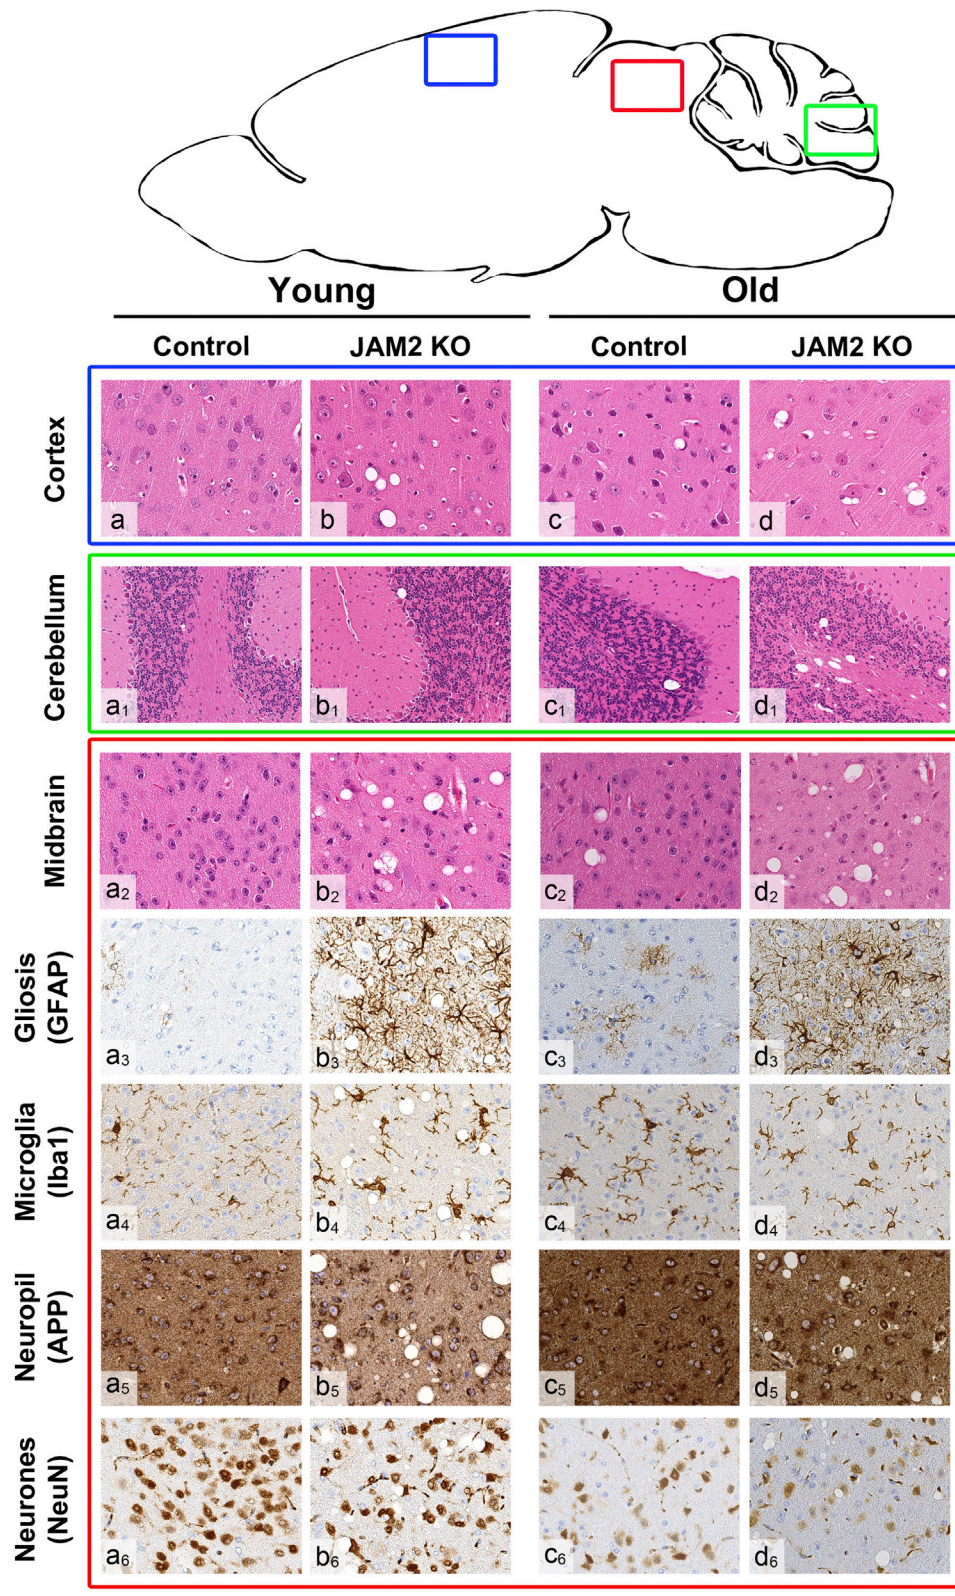 Young
Old
Control
JAM2 KO
Control
JAM2 KO
Cortex
a
b
c
d
Cerebellum
a1
b1
c1
d1
Midbrain
a2
b2
c2
d2
Gliosis
(GFAP)
a3
b3
c3
d3
Microglia
(Iba1)
a4
b4
c4
d4
Neuropil
(APP)
a5
b5
c5
d5
Neurones
(NeuN)
a6
b6
c6
d6